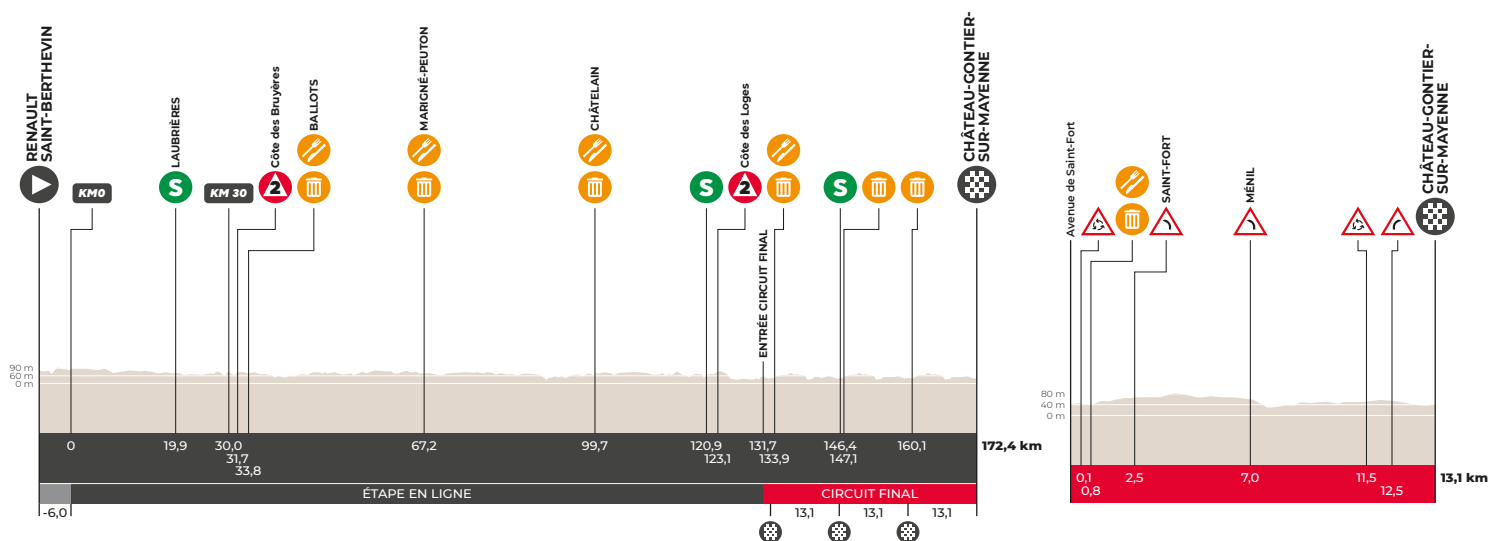 RENAULT
SAINT-BERTHEVIN
KM0
LAUBRIÈRES
S
KM 30
Côte des Bruyères
2
BALLOTS
MARIGNÉ-PEUTON
CHÂTELAIN
S
Côte des Loges
2
ENTRÉE CIRCUIT FINAL
S
CHÂTEAU-GONTIER-
SUR-MAYENNE
90 m
60 m
0 m
0
19,9
30,0
31,7
33,8
67,2
99,7
120,9
123,1
131,7
133,9
146,4
147,1
160,1
172,4 km
ÉTAPE EN LIGNE
CIRCUIT FINAL
-6,0
13,1
13,1
13,1
Avenue de Saint-Fort
SAINT-FORT
MÉNIL
CHÂTEAU-GONTIER-
SUR-MAYENNE
80 m
40 m
0 m
0,1
0,8
2,5
7,0
11,5
12,5
13,1 km